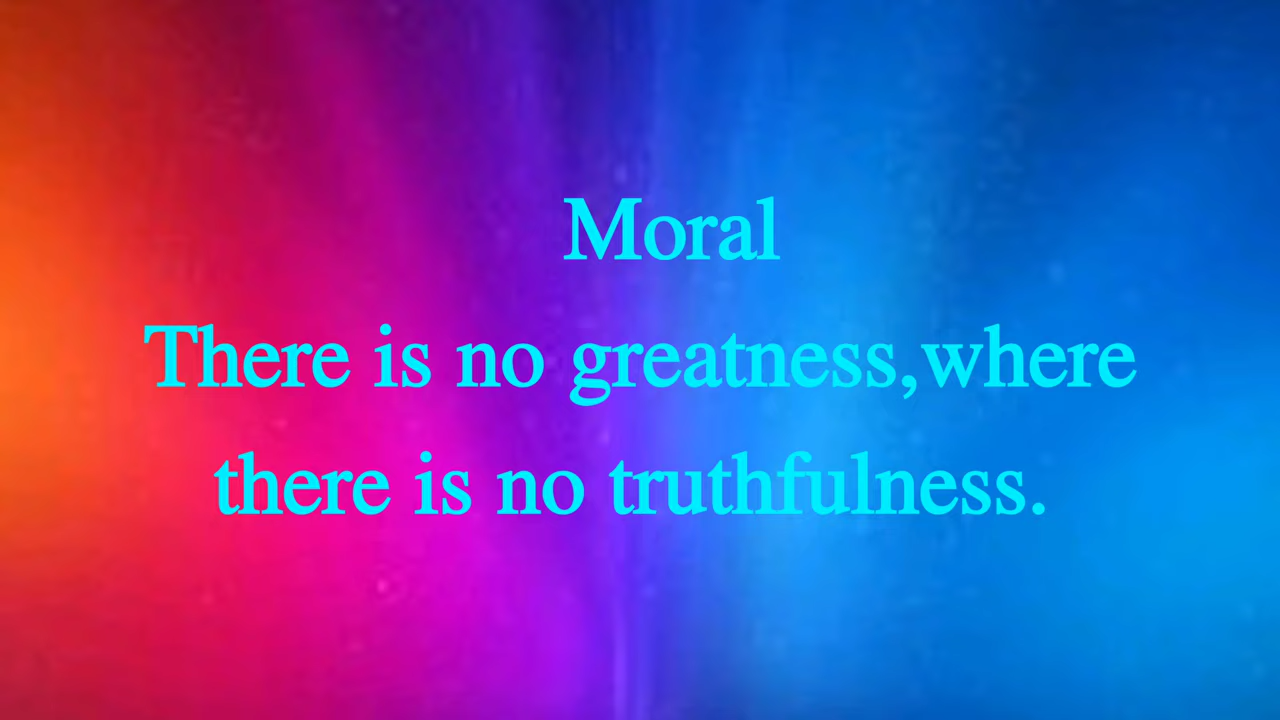 Moral
There is no greatness,where
there is no truthfulness.